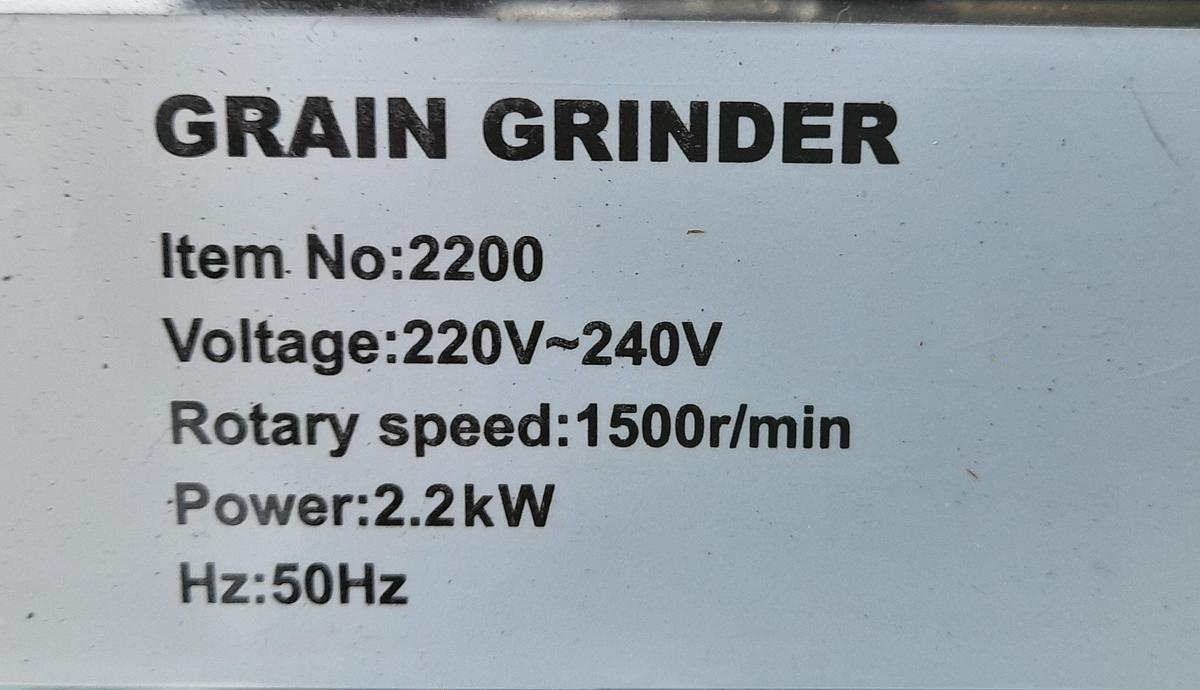 GRAIN GRINDER
Item No:2200
Voltage:220V~240V
Rotary speed:1500r/min
Power:2.2kW
Hz:50Hz